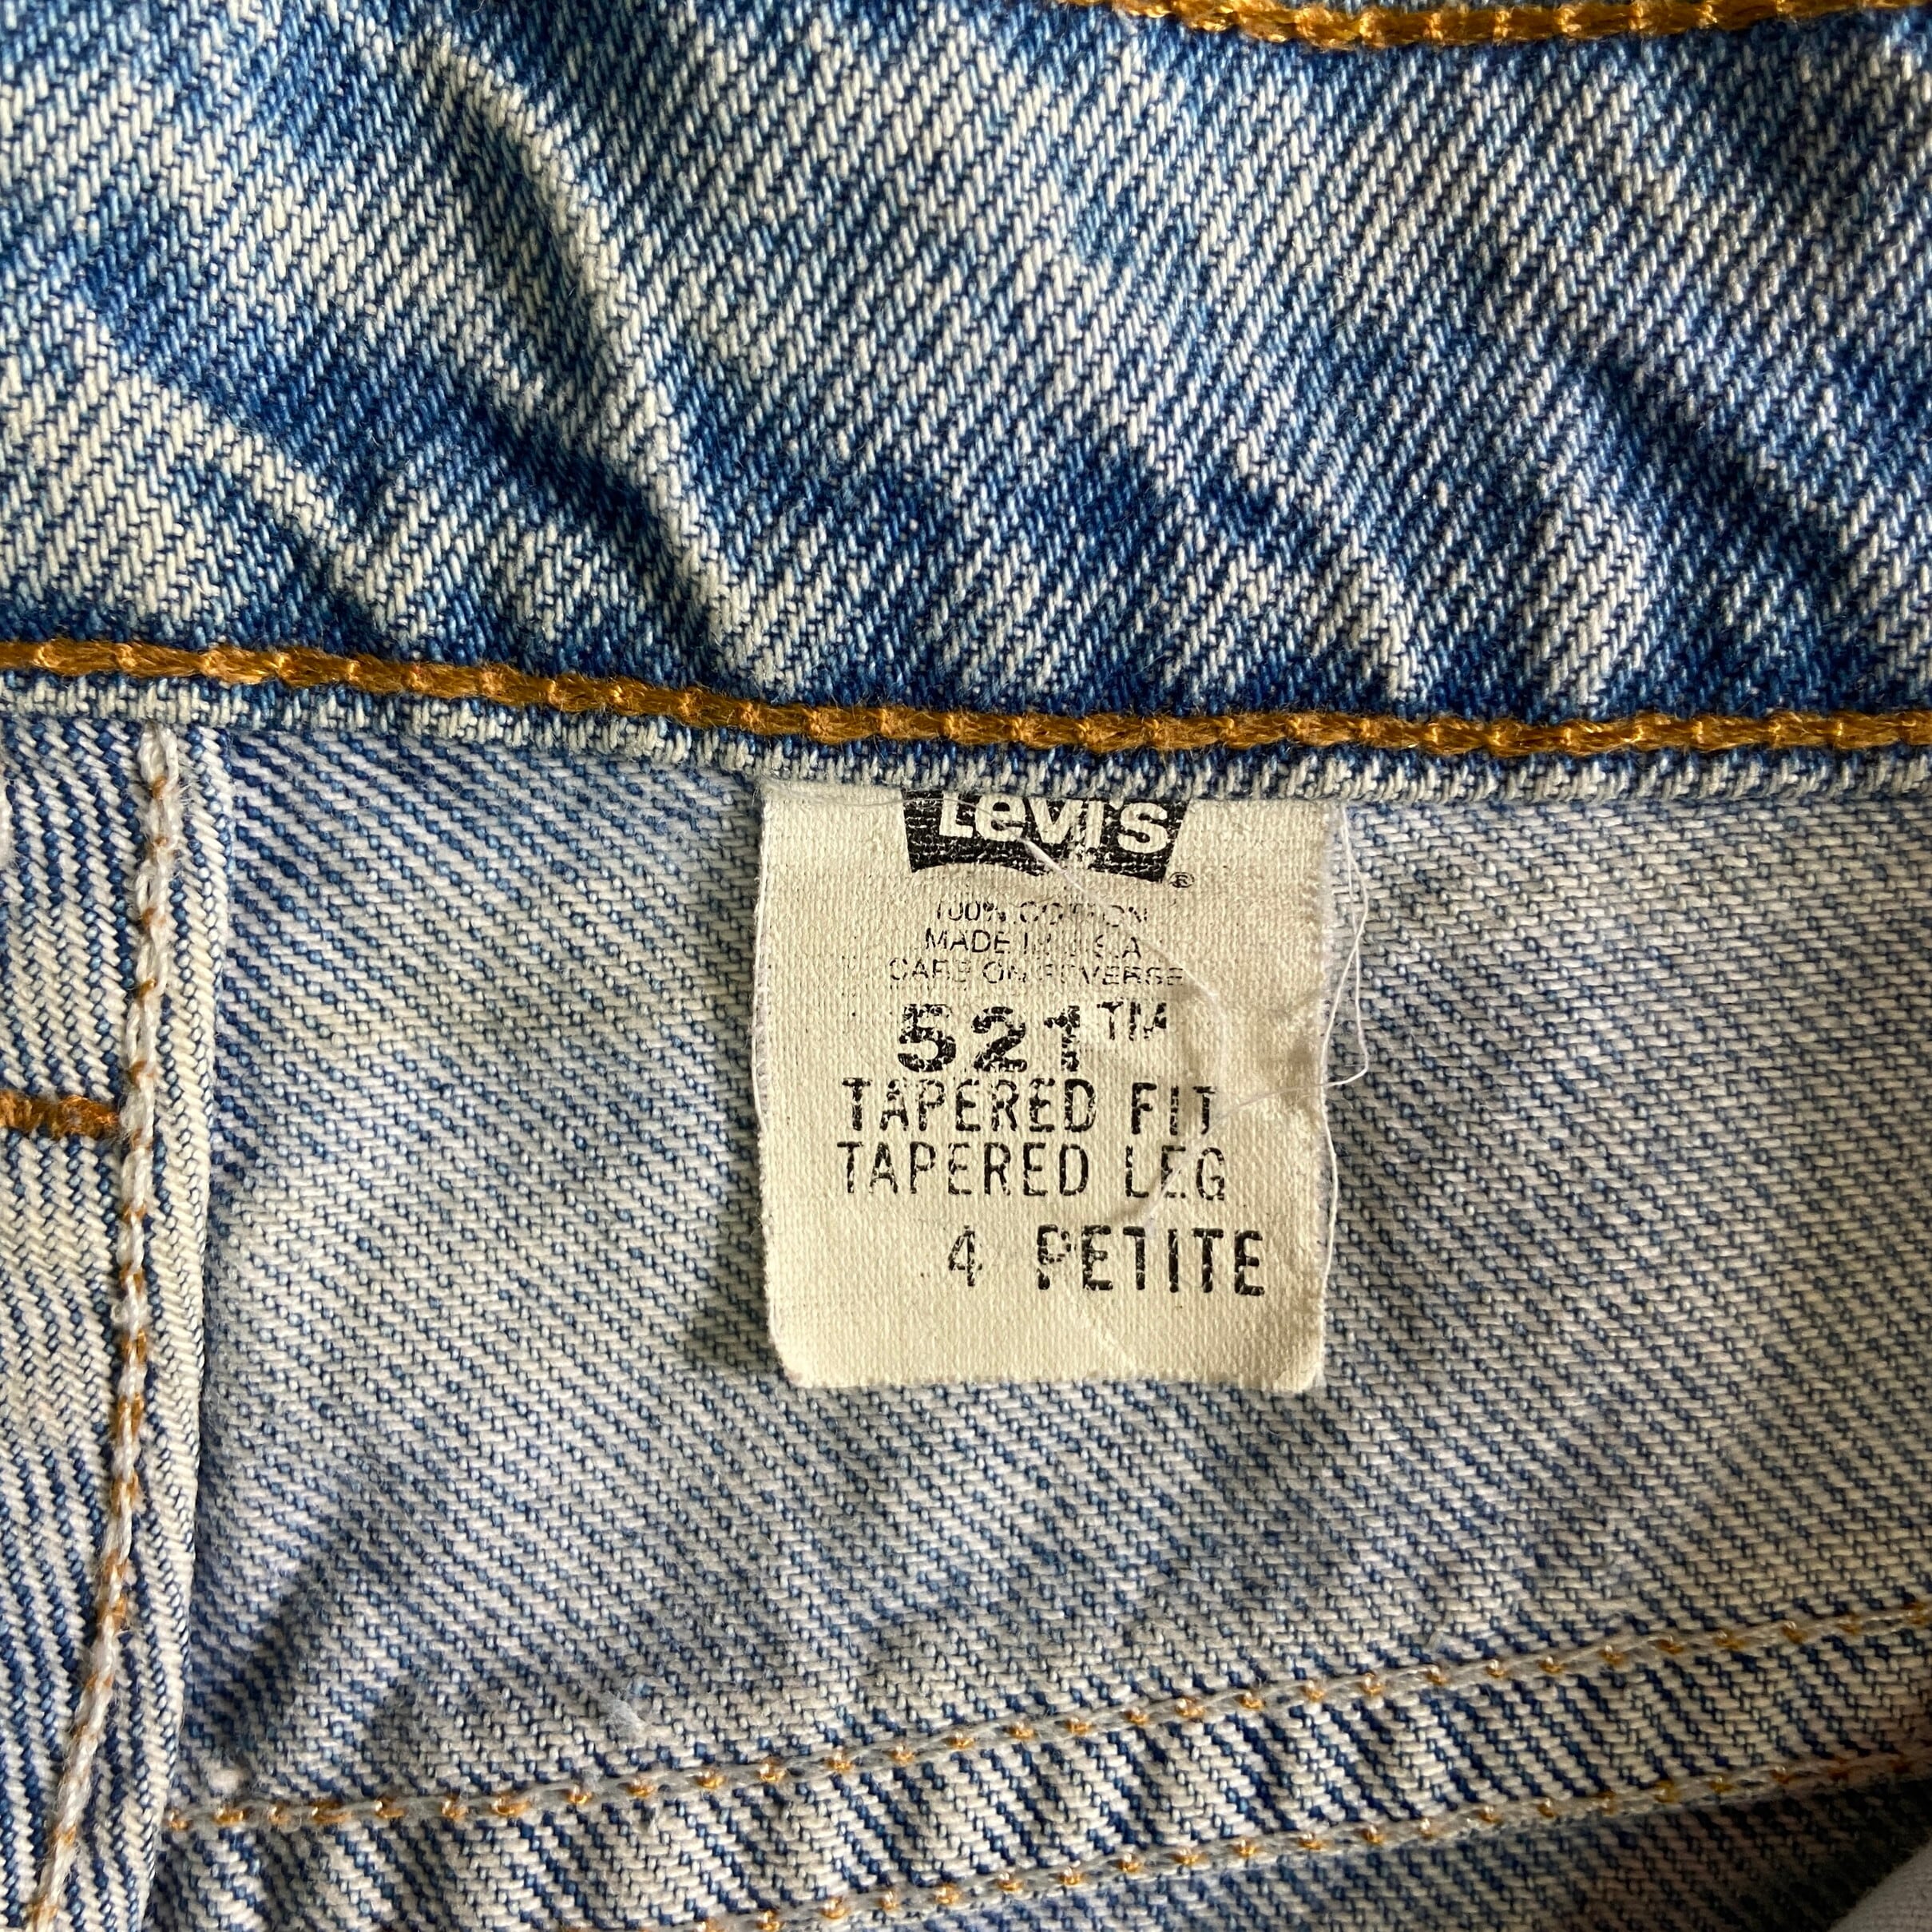 Levi's
®
100% COTTON
MADE IN U.S.A
CARE ON REVERSE
521™
TAPERED FIT
TAPERED LEG
4 PETITE